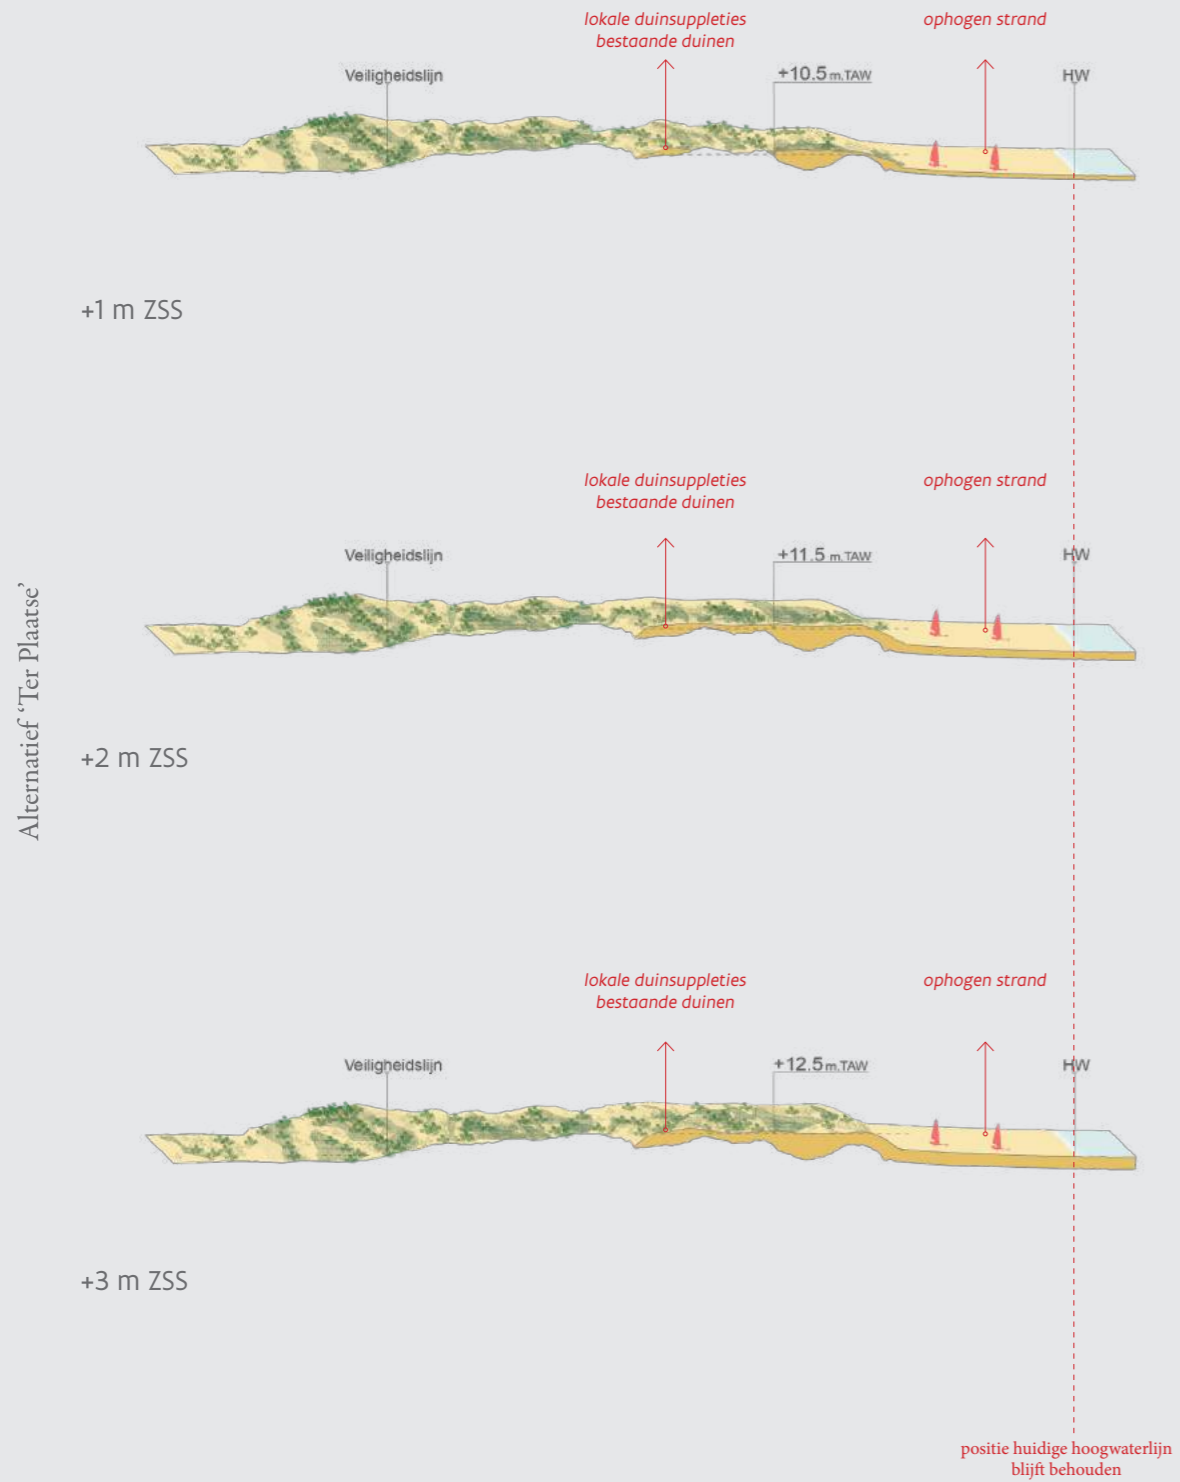 lokale duinsuppleties
bestaande duinen
ophogen strand
Veiligheidslijn
+10.5 m.TAW
HW
+1 m ZSS
lokale duinsuppleties
bestaande duinen
ophogen strand
Veiligheidslijn
+11.5 m.TAW
HW
Alternatief ‘Ter Plaatse’
+2 m ZSS
lokale duinsuppleties
bestaande duinen
ophogen strand
Veiligheidslijn
+12.5 m.TAW
HW
+3 m ZSS
positie huidige hoogwaterlijn
blijft behouden